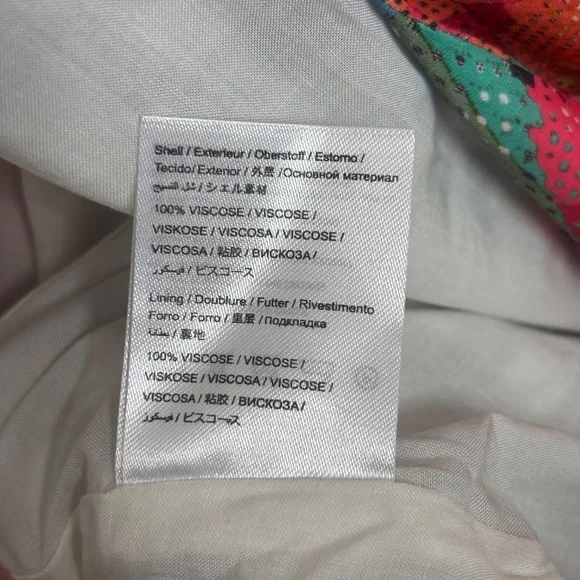 Shell / Exterieur / Oberstoff / Estorno /
Tecido / Exterior / 外层 / Основной материал
شل النسيج / シェル素材
100% VISCOSE / VISCOSE /
VISKOSE / VISCOSA / VISCOSE /
VISCOSA / 粘胶 / ВИСКОЗА /
فيسكوز / ビスコース
Lining / Doublure / Futter / Rivestimento
Forro / Forro / 里层 / подкладка
بطانة / 裏地
100% VISCOSE / VISCOSE /
VISKOSE / VISCOSA / VISCOSE /
VISCOSA / 粘胶 / ВИСКОЗА /
فيسكوز / ビスコース